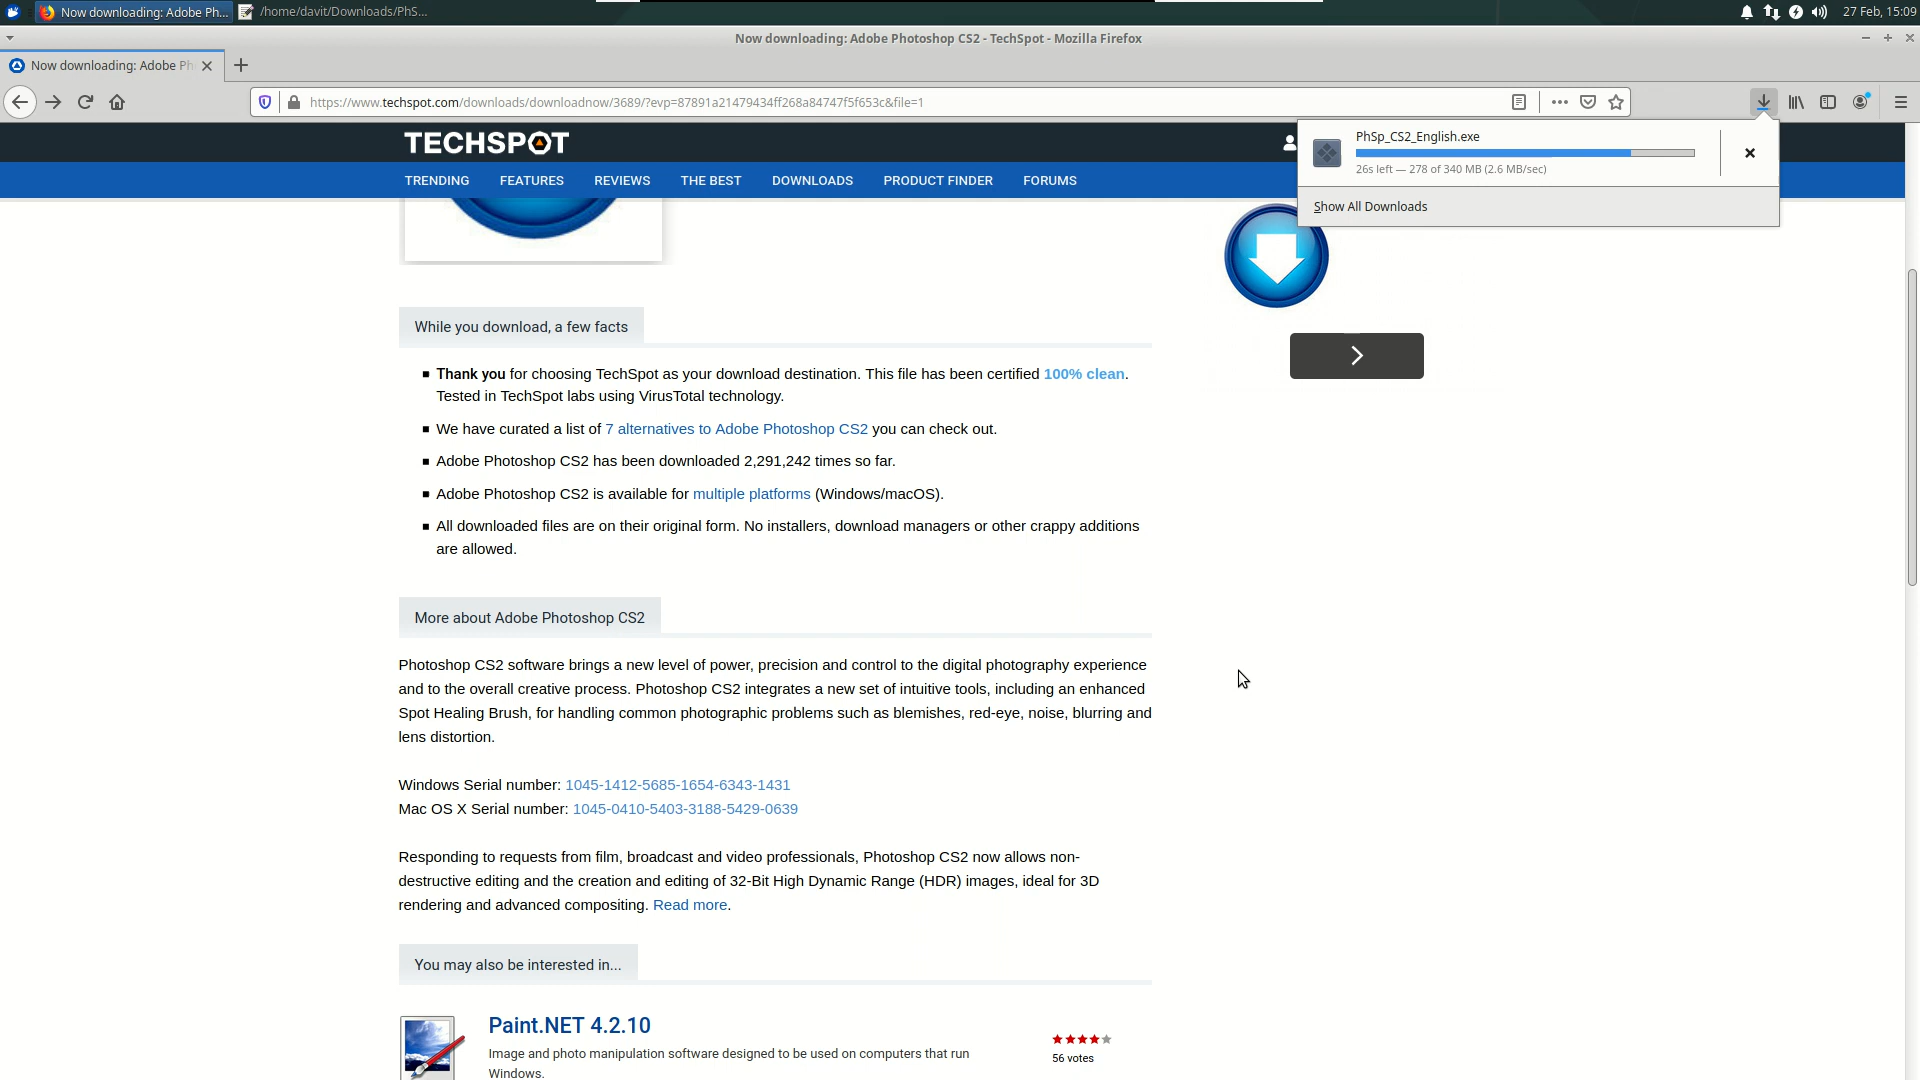 Now downloading: Adobe Ph...
/home/davit/Downloads/PhS...
27 Feb, 15:09
Now downloading: Adobe Photoshop CS2 - TechSpot - Mozilla Firefox
Now downloading: Adobe Ph
https://www.techspot.com/downloads/downloadnow/3689/?evp=87891a21479434ff268a84747f5f653c&file=1
TECHSPOT
PhSp_CS2_English.exe
26s left — 278 of 340 MB (2.6 MB/sec)
Show All Downloads
TRENDING
FEATURES
REVIEWS
THE BEST
DOWNLOADS
PRODUCT FINDER
FORUMS
While you download, a few facts
Thank you for choosing TechSpot as your download destination. This file has been certified 100% clean.
Tested in TechSpot labs using VirusTotal technology.
We have curated a list of 7 alternatives to Adobe Photoshop CS2 you can check out.
Adobe Photoshop CS2 has been downloaded 2,291,242 times so far.
Adobe Photoshop CS2 is available for multiple platforms (Windows/macOS).
All downloaded files are on their original form. No installers, download managers or other crappy additions
are allowed.
More about Adobe Photoshop CS2
Photoshop CS2 software brings a new level of power, precision and control to the digital photography experience
and to the overall creative process. Photoshop CS2 integrates a new set of intuitive tools, including an enhanced
Spot Healing Brush, for handling common photographic problems such as blemishes, red-eye, noise, blurring and
lens distortion.
Windows Serial number: 1045-1412-5685-1654-6343-1431
Mac OS X Serial number: 1045-0410-5403-3188-5429-0639
Responding to requests from film, broadcast and video professionals, Photoshop CS2 now allows non-
destructive editing and the creation and editing of 32-Bit High Dynamic Range (HDR) images, ideal for 3D
rendering and advanced compositing. Read more.
You may also be interested in...
Paint.NET 4.2.10
Image and photo manipulation software designed to be used on computers that run
Windows.
56 votes